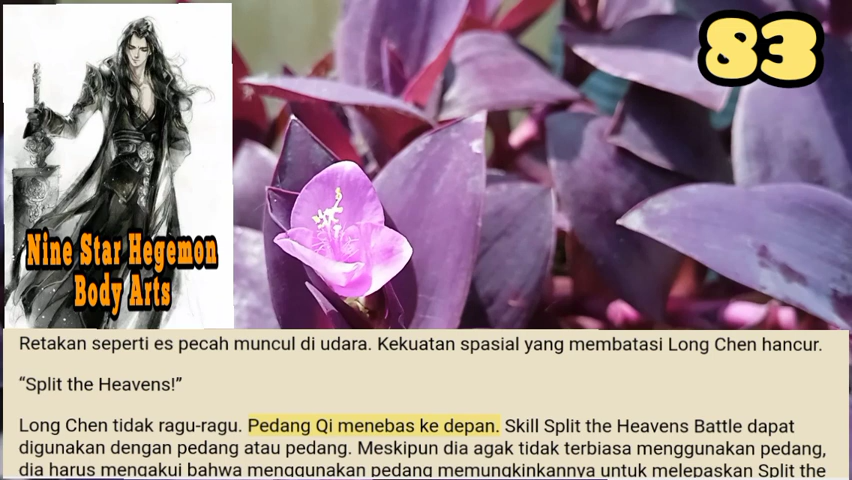 83
Nine Star Hegemon
Body Arts
Retakan seperti es pecah muncul di udara. Kekuatan spasial yang membatasi Long Chen hancur.
“Split the Heavens!”
Long Chen tidak ragu-ragu. Pedang Qi menebas ke depan. Skill Split the Heavens Battle dapat
digunakan dengan pedang atau pedang. Meskipun dia agak tidak terbiasa menggunakan pedang,
dia harus mengakui bahwa menggunakan pedang memungkinkannya untuk melepaskan Split the